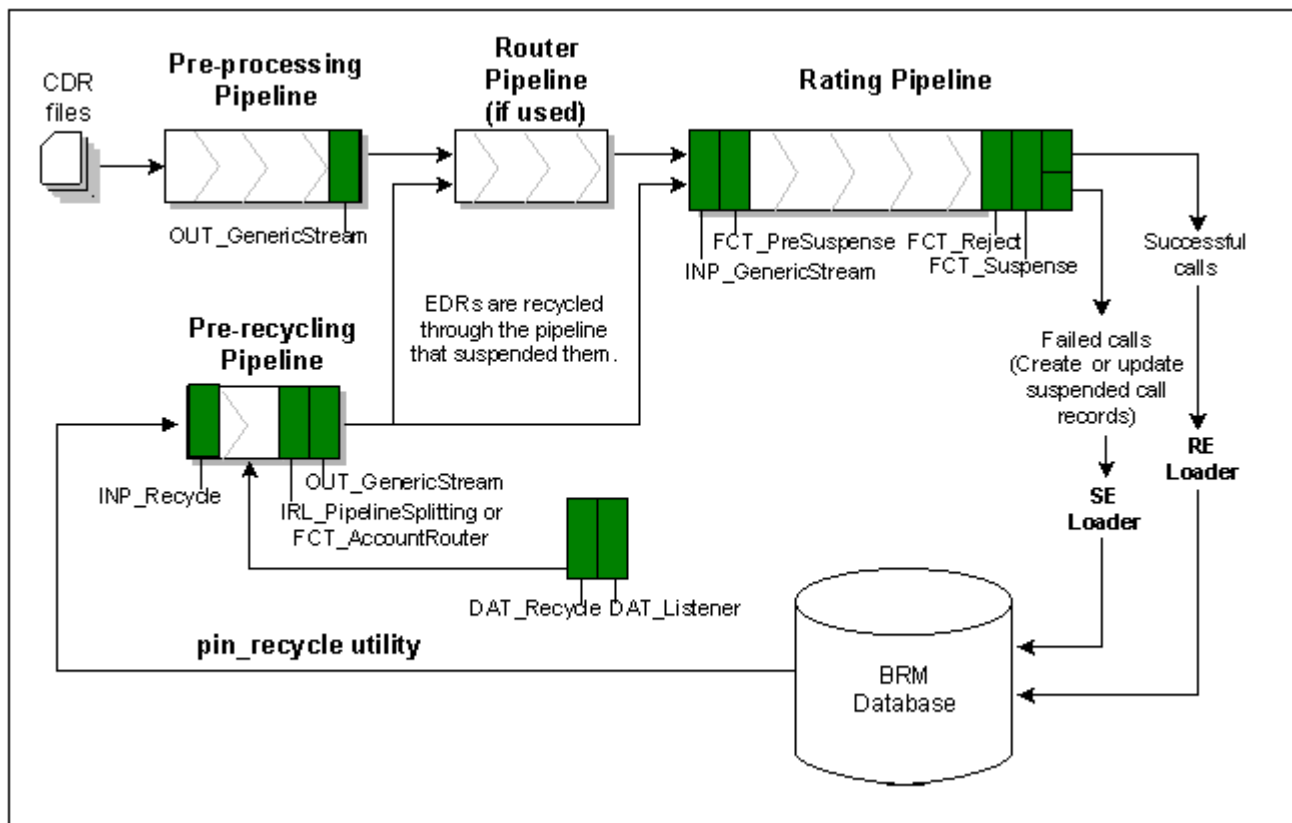 CDR
files
Pre-processing
Pipeline
Router
Pipeline
(if used)
Rating Pipeline
OUT_GenericStream
FCT_PreSuspense
INP_GenericStream
FCT_Reject
FCT_Suspense
Successful
calls
EDRs are recycled
through the pipeline
that suspended them.
Pre-recycling
Pipeline
Failed calls
(Create or update
suspended call
records)
RE
Loader
SE
Loader
INP_Recycle
OUT_GenericStream
IRL_PipelineSplitting or
FCT_AccountRouter
DAT_Recycle DAT_Listener
pin_recycle utility
BRM
Database